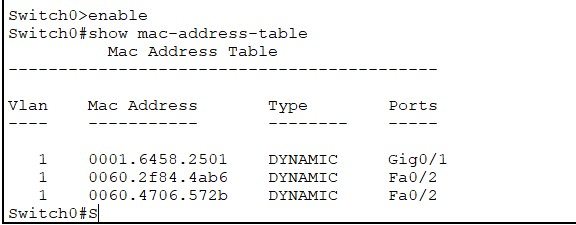 Switch0>enable
Switch0#show mac-address-table
Mac Address Table
-------------------------------------------
Vlan Mac Address Type Ports
---- ----------- -------- -----
1 0001.6458.2501 DYNAMIC Gig0/1
1 0060.2f84.4ab6 DYNAMIC Fa0/2
1 0060.4706.572b DYNAMIC Fa0/2
Switch0#S